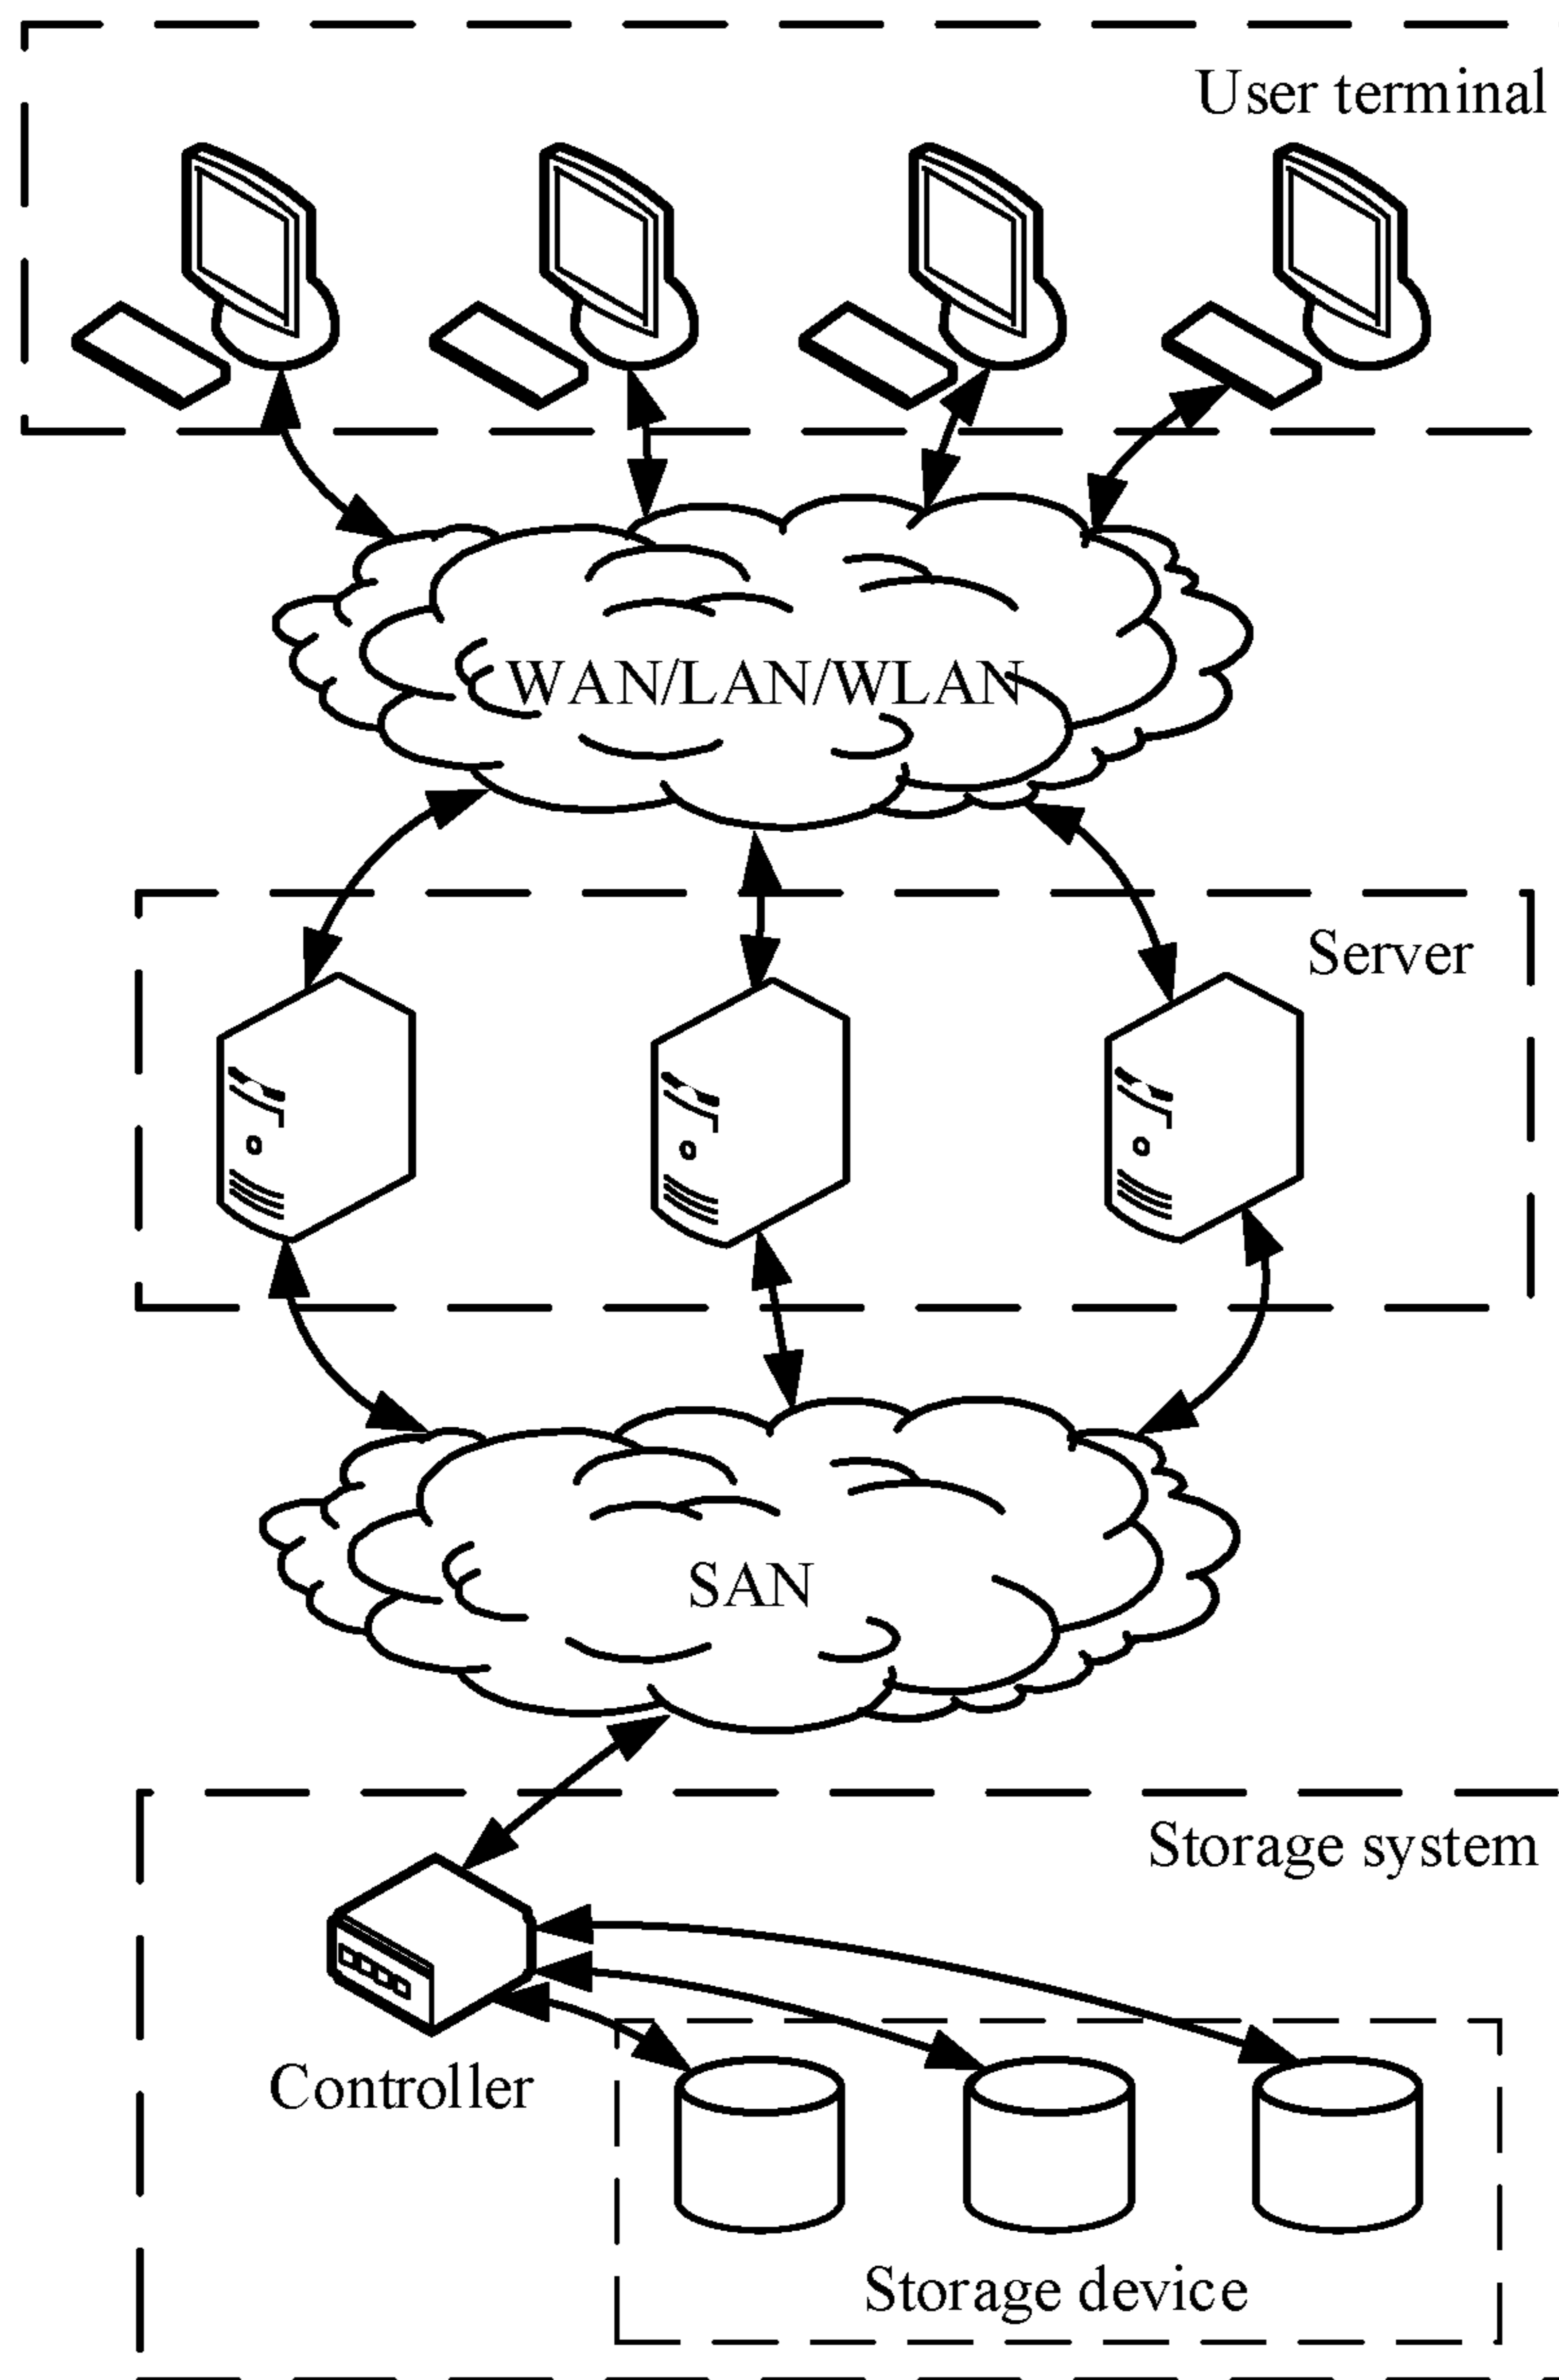 User terminal
WAN/LAN/WLAN
Server
SAN
Storage system
Controller
Storage device